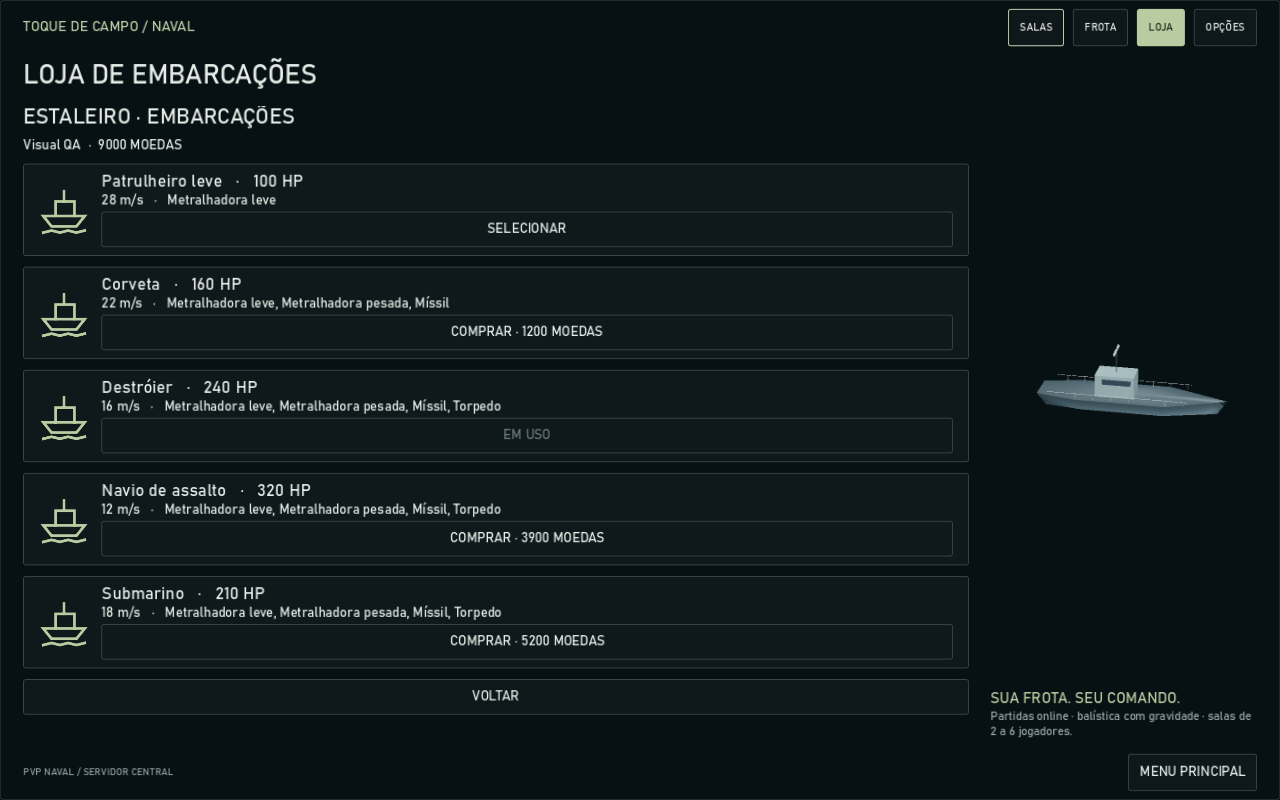 TOQUE DE CAMPO / NAVAL
SALAS
FROTA
LOJA
OPÇÕES
LOJA DE EMBARCAÇÕES
ESTALEIRO · EMBARCAÇÕES
Visual QA · 9000 MOEDAS
Patrulheiro leve · 100 HP
28 m/s · Metralhadora leve
SELECIONAR
Corveta · 160 HP
22 m/s · Metralhadora leve, Metralhadora pesada, Míssil
COMPRAR · 1200 MOEDAS
Destróier · 240 HP
16 m/s · Metralhadora leve, Metralhadora pesada, Míssil, Torpedo
EM USO
Navio de assalto · 320 HP
12 m/s · Metralhadora leve, Metralhadora pesada, Míssil, Torpedo
COMPRAR · 3900 MOEDAS
Submarino · 210 HP
18 m/s · Metralhadora leve, Metralhadora pesada, Míssil, Torpedo
COMPRAR · 5200 MOEDAS
VOLTAR
SUA FROTA. SEU COMANDO.
Partidas online · balística com gravidade · salas de
2 a 6 jogadores.
PVP NAVAL / SERVIDOR CENTRAL
MENU PRINCIPAL